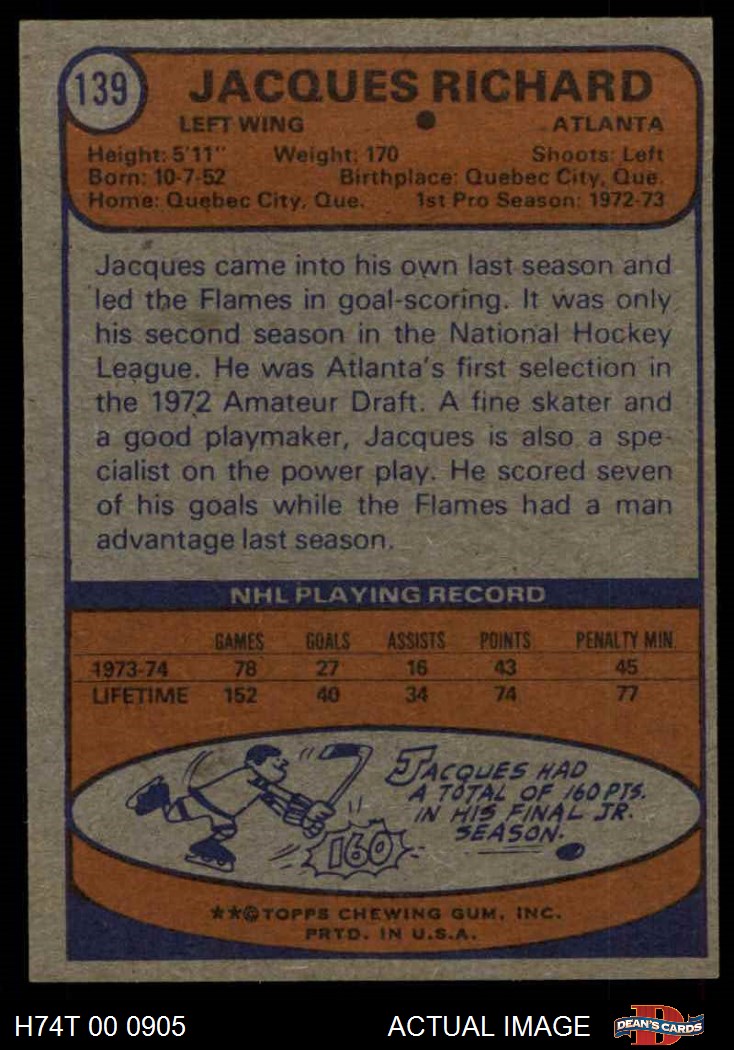 139
JACQUES RICHARD
LEFT WING ● ATLANTA
Height: 5'11" Weight: 170 Shoots: Left
Born: 10-7-52 Birthplace: Quebec City, Que.
Home: Quebec City, Que. 1st Pro Season: 1972-73
Jacques came into his own last season and
led the Flames in goal-scoring. It was only
his second season in the National Hockey
League. He was Atlanta's first selection in
the 1972 Amateur Draft. A fine skater and
a good playmaker, Jacques is also a spe-
cialist on the power play. He scored seven
of his goals while the Flames had a man
advantage last season.
NHL PLAYING RECORD
GAMES GOALS ASSISTS POINTS PENALTY MIN.
1973-74 78 27 16 43 45
LIFETIME 152 40 34 74 77
JACQUES HAD
A TOTAL OF 160 PTS.
IN HIS FINAL JR.
SEASON.
160
**©TOPPS CHEWING GUM, INC.
PRTD. IN U.S.A.
H74T 00 0905 ACTUAL IMAGE
D
DEAN'S CARDS